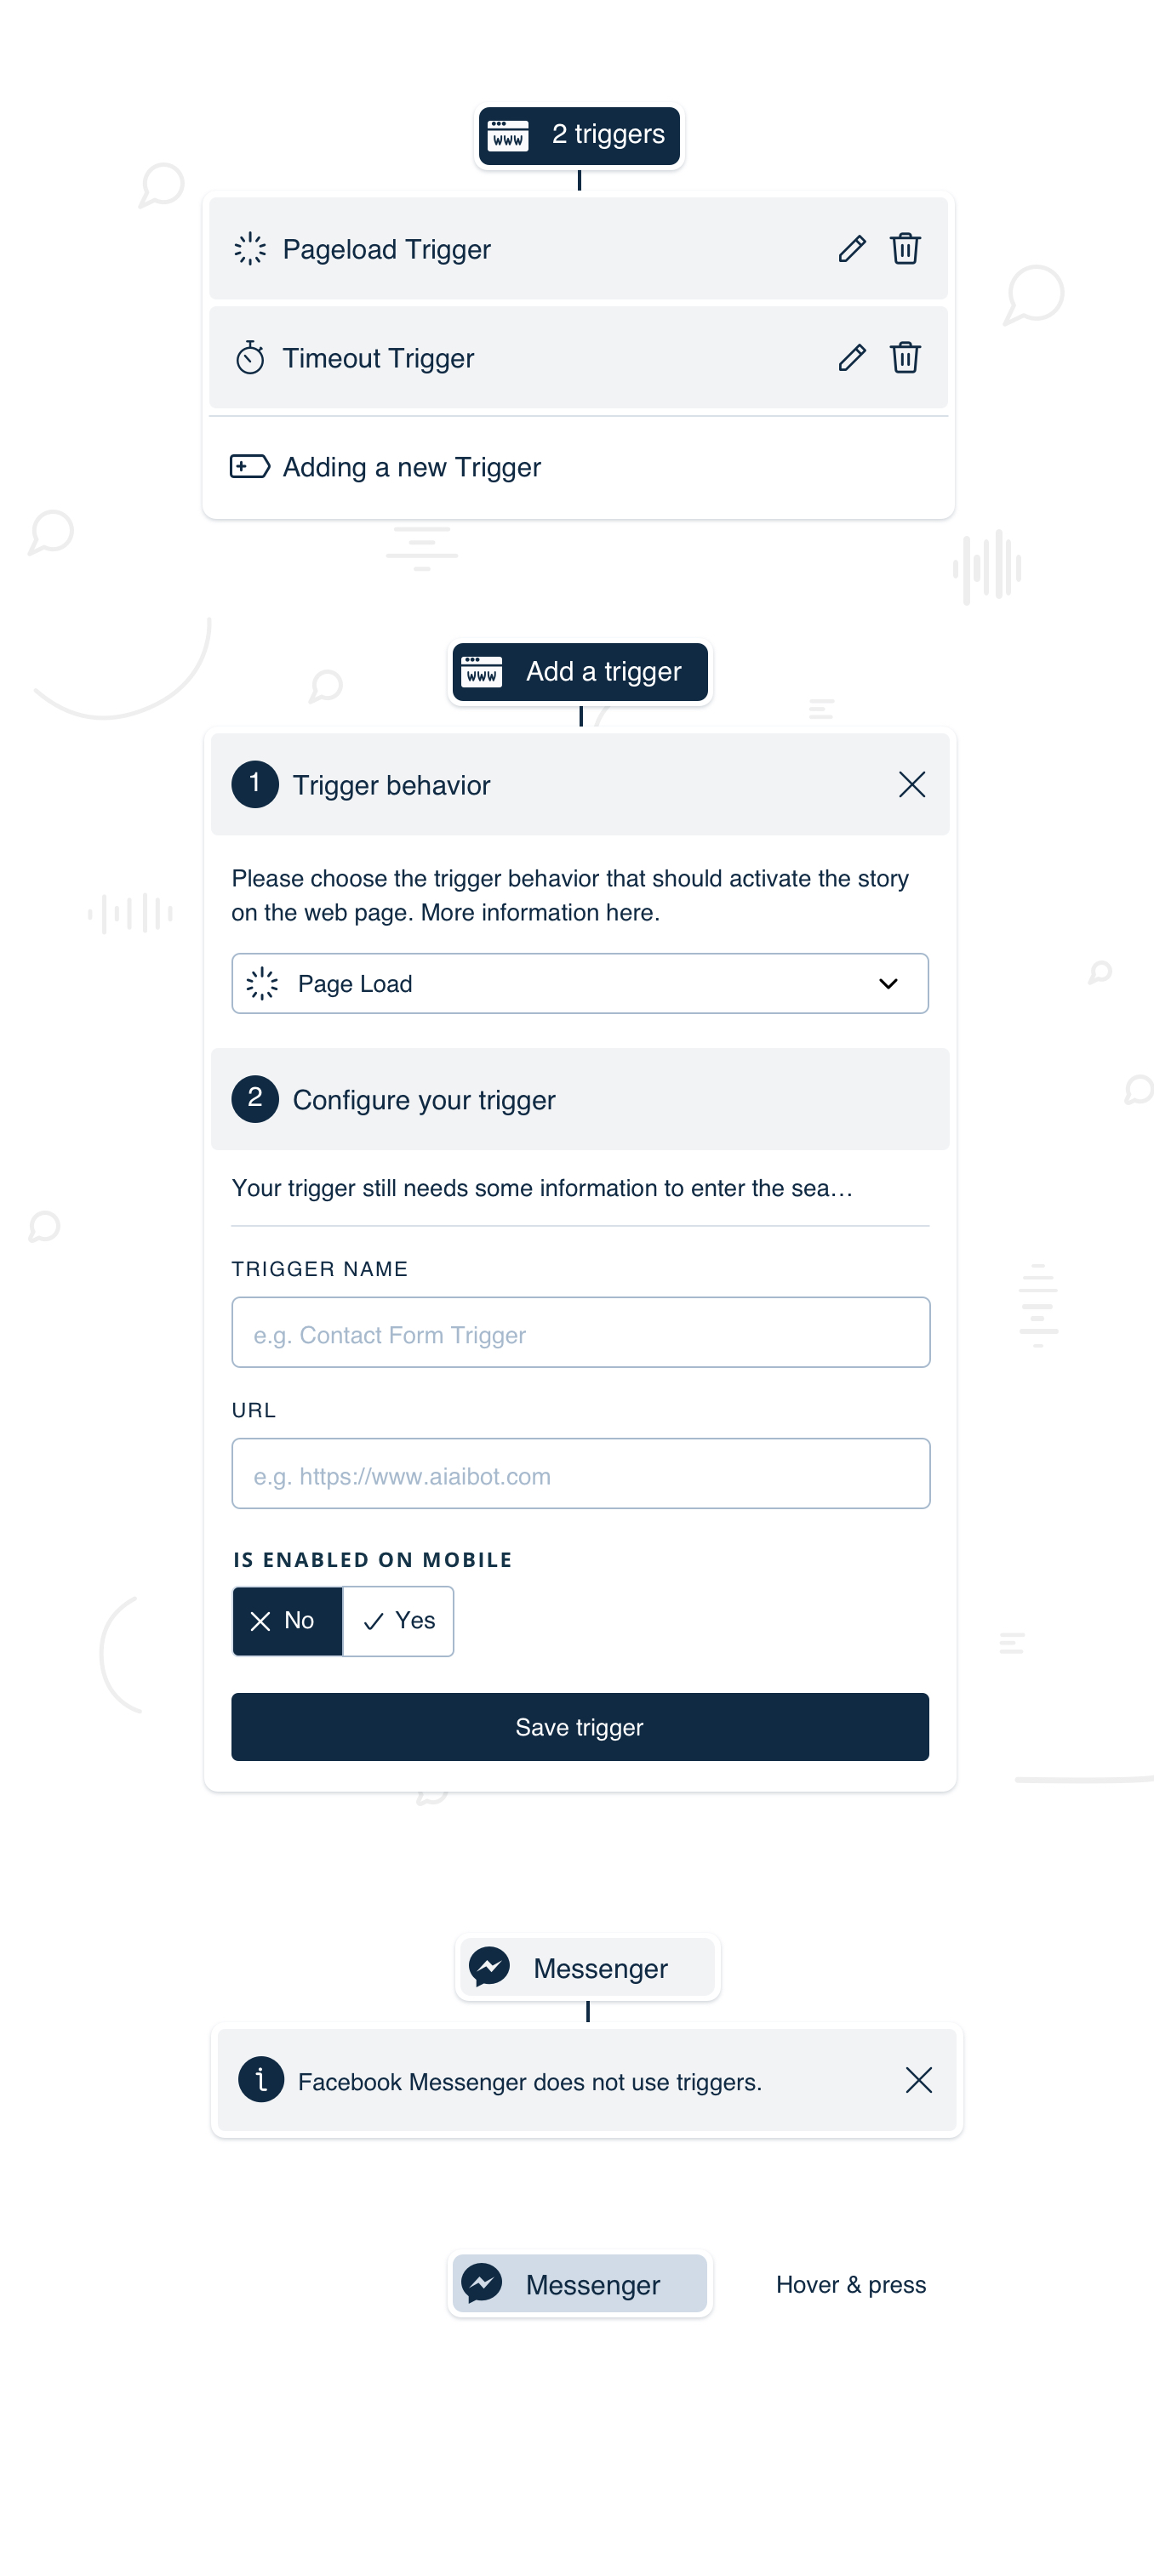 WWW 2 triggers
Pageload Trigger
Timeout Trigger
Adding a new Trigger
WWW Add a trigger
1 Trigger behavior
Please choose the trigger behavior that should activate the story
on the web page. More information here.
Page Load
2 Configure your trigger
Your trigger still needs some information to enter the sea…
TRIGGER NAME
e.g. Contact Form Trigger
URL
e.g. https://www.aiaibot.com
IS ENABLED ON MOBILE
No Yes
Save trigger
Messenger
i Facebook Messenger does not use triggers.
Messenger Hover & press